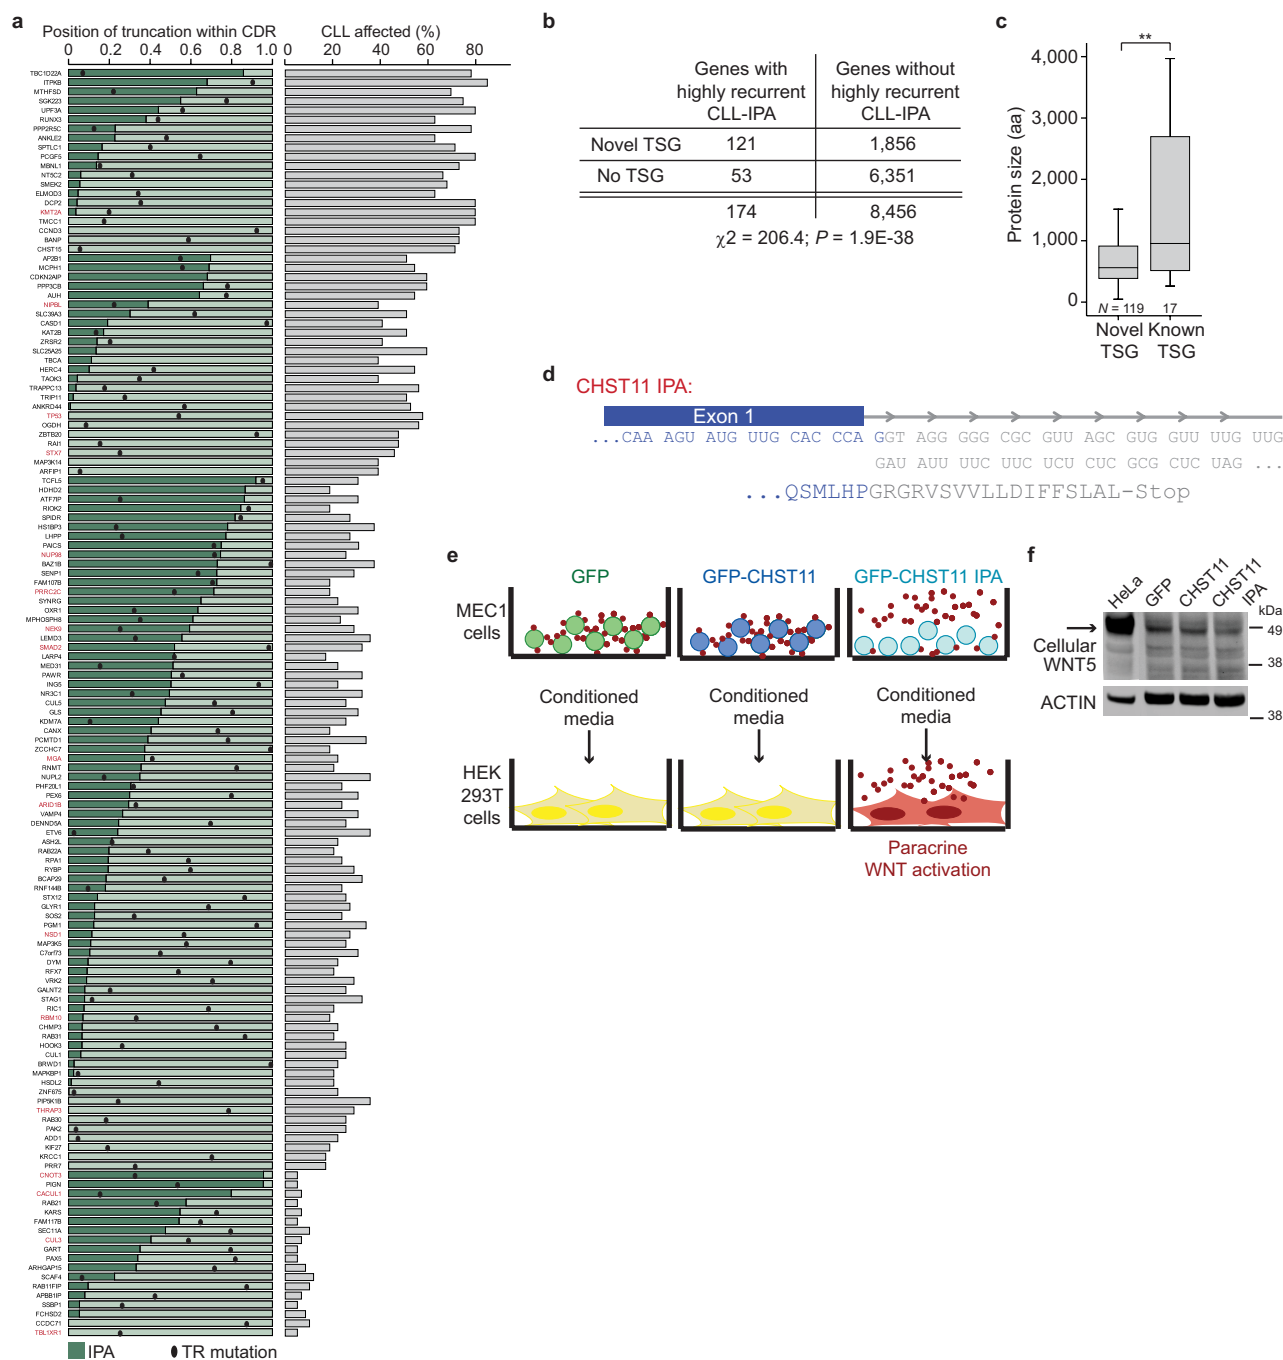 a
Position of truncation within CDR
0 0.2 0.4 0.6 0.8 1.0
CLL affected (%)
0 20 40 60 80
TBC1D22A
ITPKB
MTHFSD
SGK223
UPF3A
RUNX3
PPP2R5C
ANKLE2
SPTLC1
PCGF5
MBNL1
NT5C2
SMEK2
ELMOD3
DCP2
KMT2A
TMCC1
CCND3
BANP
CHST15
AP2B1
MCPH1
CDKN2AIP
PPP3CB
AUH
NIPBL
SLC39A3
CASD1
KAT2B
ZRSR2
SLC25A25
TBCA
HERC4
TAOK3
TRAPPC13
TRIP11
ANKRD44
TP53
OGDH
ZBTB20
RAI1
STX7
MAP3K14
ARFIP1
TCFL5
HDHD2
ATF7IP
RIOK2
SPIDR
HS1BP3
LHPP
PAICS
NUP98
BAZ1B
SENP1
FAM107B
PRRC2C
SYNRG
OXR1
MPHOSPH8
NEK9
LEMD3
SMAD2
LARP4
MED31
PAWR
ING5
NR3C1
CUL5
GLS
KDM7A
CANX
PCMTD1
ZCCHC7
MGA
RNMT
NUPL2
PHF20L1
PEX6
ARID1B
VAMP4
DENND5A
ETV6
ASH2L
RAB22A
RPA1
RYBP
BCAP29
RNF144B
STX12
GLYR1
SOS2
PGM1
NSD1
MAP3K5
C7orf73
DYM
RFX7
VRK2
GALNT2
STAG1
RIC1
RBM10
CHMP3
RAB31
HOOK3
CUL1
BRWD1
MAPKBP1
HSDL2
ZNF675
PIP5K1B
THRAP3
RAB30
PAK2
ADD1
KIF27
KRCC1
PRR7
CNOT3
PIGN
CACUL1
RAB21
KARS
FAM117B
SEC11A
CUL3
GART
PAX5
ARHGAP15
SCAF4
RAB11FIP
APBB1IP
SSBP1
FCHSD2
CCDC71
TBL1XR1
IPA TR mutation
b
Genes with highly recurrent CLL-IPA
Genes without highly recurrent CLL-IPA
Novel TSG 121 1,856
No TSG 53 6,351
174 8,456
χ2 = 206.4; P = 1.9E-38
c
**
Protein size (aa)
4,000
3,000
2,000
1,000
0
N = 119 17
Novel TSG
Known TSG
d
CHST11 IPA:
Exon 1
...CAA AGU AUG UUG CAC CCA GGU AGG GGG CGC GUU AGC GUG GUU UUG UUG
GAU AUU UUC UUC UCU CUC GCG CUC UAG ...
...QSMLHPGRGRVSVVLLDIFFSLAL-Stop
e
GFP GFP-CHST11 GFP-CHST11 IPA
MEC1 cells
Conditioned media
Conditioned media
Conditioned media
HEK 293T cells
Paracrine WNT activation
f
HeLa GFP CHST11 CHST11 IPA
kDa
49
Cellular WNT5
38
ACTIN
38